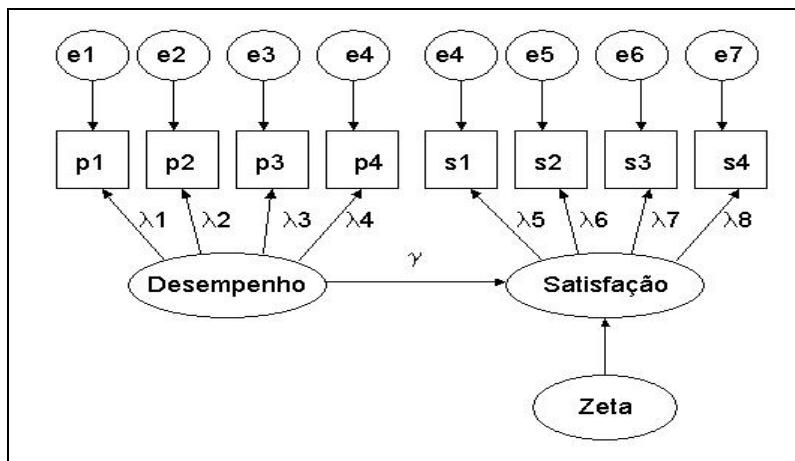 e1 e2 e3 e4 e4 e5 e6 e7
p1 p2 p3 p4 s1 s2 s3 s4
λ1 λ2 λ3 λ4 λ5 λ6 λ7 λ8
γ
Desempenho Satisfação
Zeta